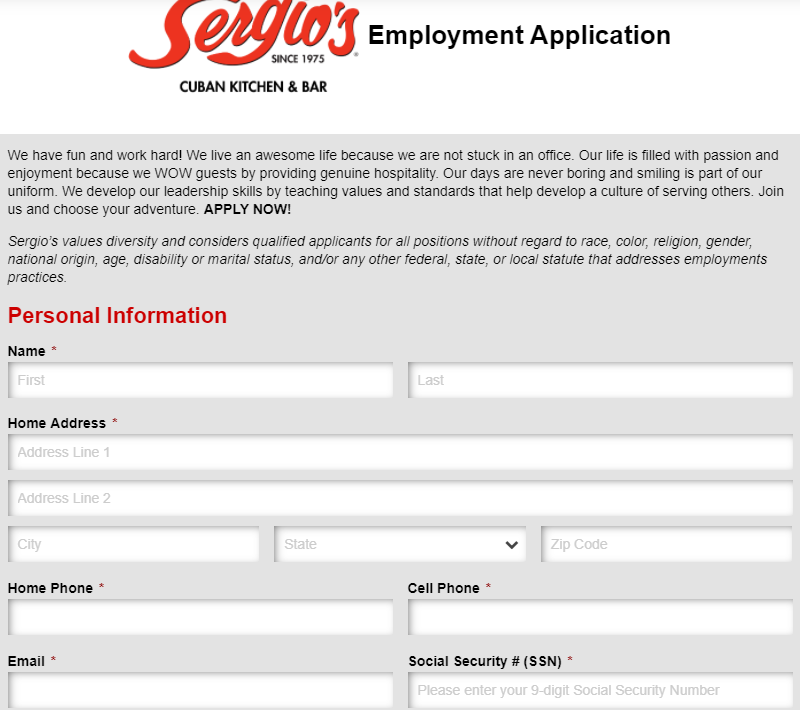 Sergio's
SINCE 1975
CUBAN KITCHEN & BAR
Employment Application
We have fun and work hard! We live an awesome life because we are not stuck in an office. Our life is filled with passion and
enjoyment because we WOW guests by providing genuine hospitality. Our days are never boring and smiling is part of our
uniform. We develop our leadership skills by teaching values and standards that help develop a culture of serving others. Join
us and choose your adventure. APPLY NOW!
Sergio's values diversity and considers qualified applicants for all positions without regard to race, color, religion, gender,
national origin, age, disability or marital status, and/or any other federal, state, or local statute that addresses employments
practices.
Personal Information
Name *
First Last
Home Address *
Address Line 1
Address Line 2
City State Zip Code
Home Phone * Cell Phone *
Email * Social Security # (SSN) *
Please enter your 9-digit Social Security Number